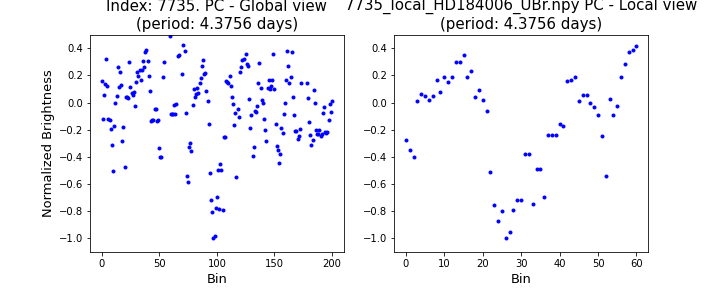 Index: 7735. PC - Global view
(period: 4.3756 days)
7735_local_HD184006_UBr.npy PC - Local view
(period: 4.3756 days)
Normalized Brightness
0.4
0.2
0.0
−0.2
−0.4
−0.6
−0.8
−1.0
0 50 100 150 200
Bin
0.4
0.2
0.0
−0.2
−0.4
−0.6
−0.8
−1.0
0 10 20 30 40 50 60
Bin